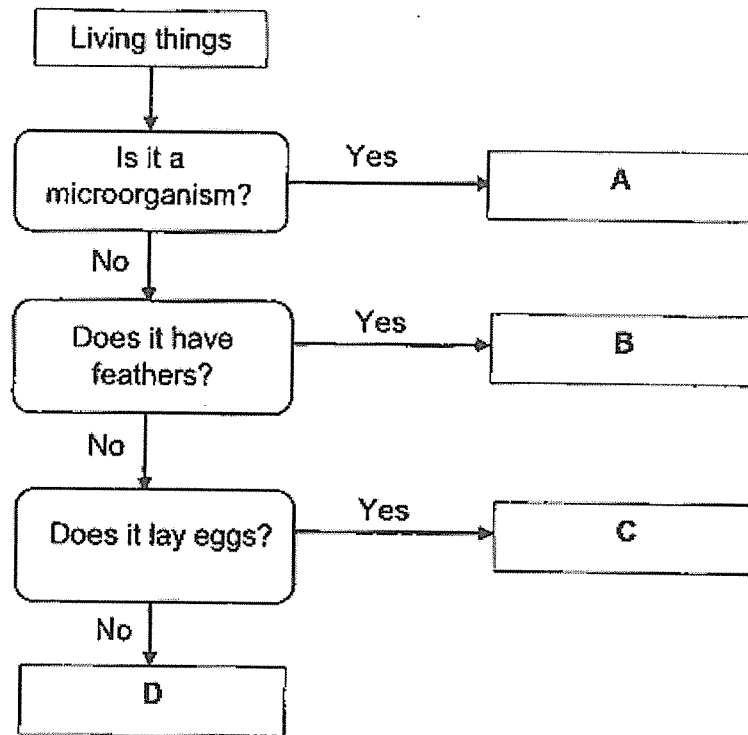 Living things
Is it a
microorganism?
Yes
A
No
Does it have
feathers?
Yes
B
No
Does it lay eggs?
Yes
C
No
D